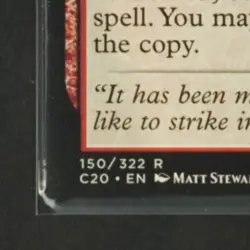 spell. You ma
the copy.
“It has been m
like to strike i
150/322 R
C20 • EN MATT STEWA